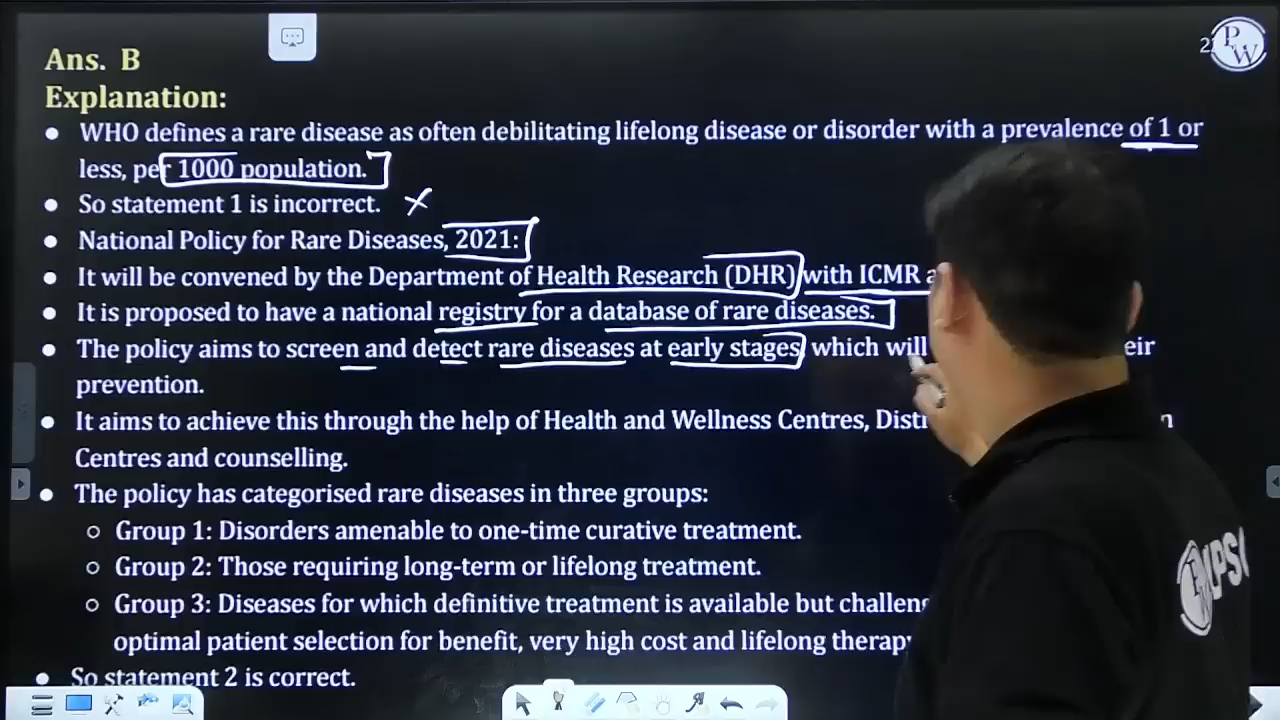 Ans. B
Explanation:
● WHO defines a rare disease as often debilitating lifelong disease or disorder with a prevalence of 1 or
less, per 1000 population.
● So statement 1 is incorrect.
● National Policy for Rare Diseases, 2021:
● It will be convened by the Department of Health Research (DHR) with ICMR
● It is proposed to have a national registry for a database of rare diseases.
● The policy aims to screen and detect rare diseases at early stages, which will
prevention.
● It aims to achieve this through the help of Health and Wellness Centres,
Centres and counselling.
● The policy has categorised rare diseases in three groups:
○ Group 1: Disorders amenable to one-time curative treatment.
○ Group 2: Those requiring long-term or lifelong treatment.
○ Group 3: Diseases for which definitive treatment is available but
optimal patient selection for benefit, very high cost and lifelong therapy
● So statement 2 is correct.
PW